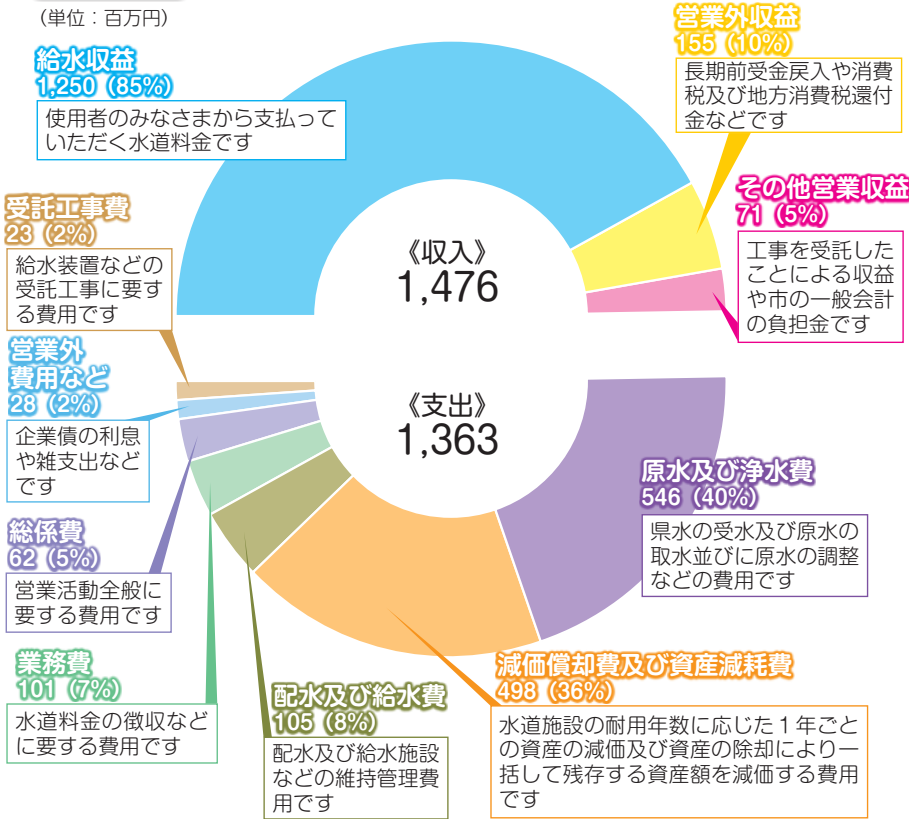 (単位：百万円)
給水収益
1,250（85%）
使用者のみなさまから支払って
いただく水道料金です
営業外収益
155（10%）
長期前受金戻入や消費
税及び地方消費税還付
金などです
その他営業収益
71（5%）
工事を受託した
ことによる収益
や市の一般会計
の負担金です
《収入》
1,476
受託工事費
23（2%）
給水装置などの
受託工事に要す
る費用です
営業外
費用など
28（2%）
企業債の利息
や雑支出など
です
総係費
62（5%）
営業活動全般に
要する費用です
業務費
101（7%）
水道料金の徴収など
に要する費用です
配水及び給水費
105（8%）
配水及び給水施設
などの維持管理費
用です
《支出》
1,363
原水及び浄水費
546（40%）
県水の受水及び原水の
取水並びに原水の調整
などの費用です
減価償却費及び資産減耗費
498（36%）
水道施設の耐用年数に応じた１年ごと
の資産の減価及び資産の除却により一
括して残存する資産額を減価する費用
です